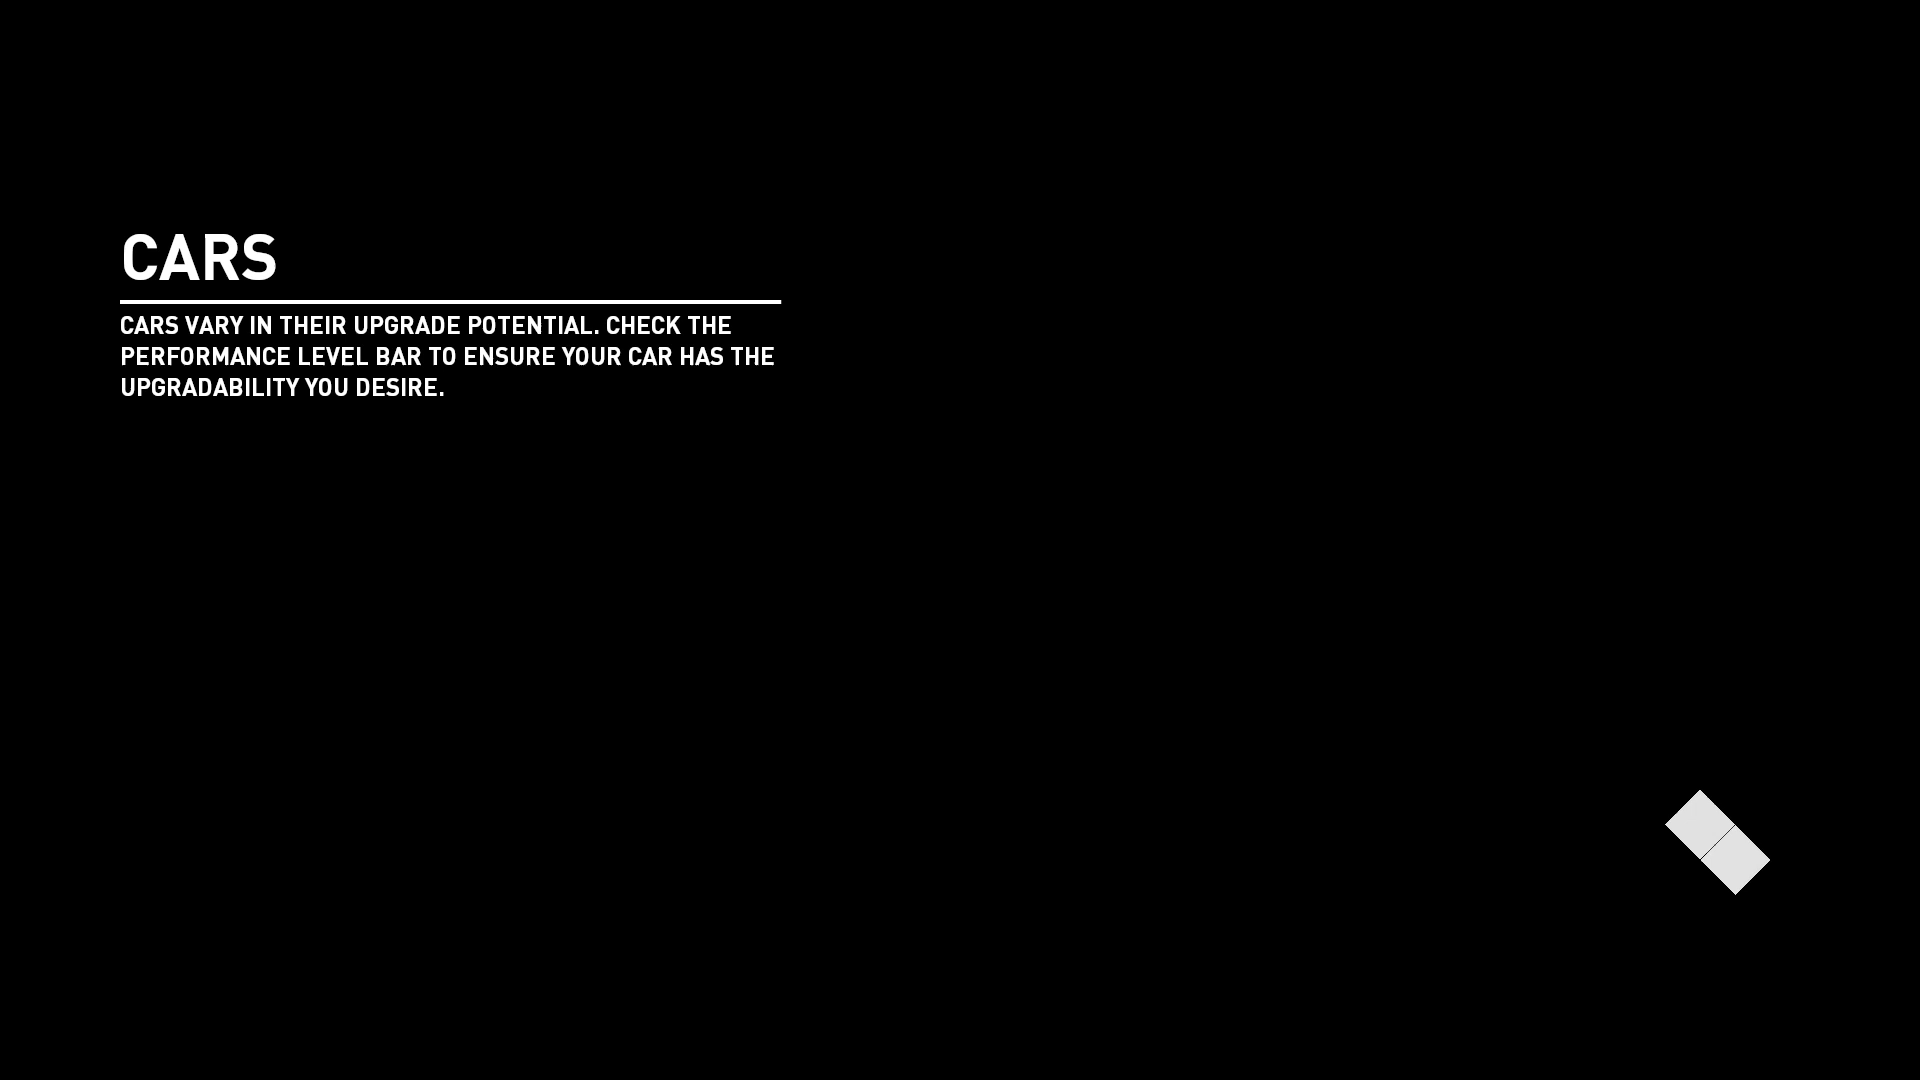 CARS
CARS VARY IN THEIR UPGRADE POTENTIAL. CHECK THE
PERFORMANCE LEVEL BAR TO ENSURE YOUR CAR HAS THE
UPGRADABILITY YOU DESIRE.